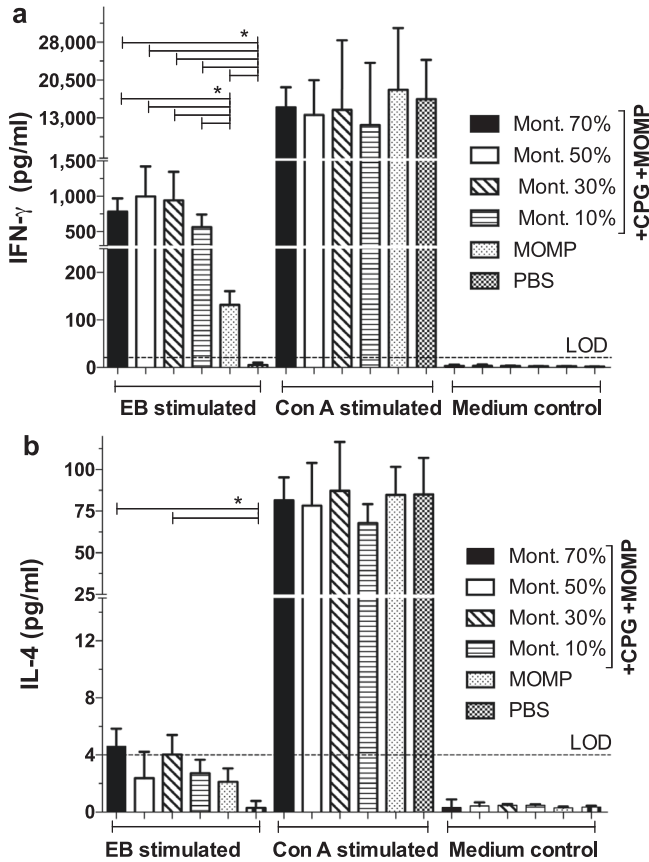 a
*
*
28,000
20,500
13,000
1,500
1,000
500
200
100
0
IFN-γ (pg/ml)
Mont. 70%
Mont. 50%
Mont. 30%
Mont. 10%
MOMP
PBS
+CPG +MOMP
LOD
EB stimulated
Con A stimulated
Medium control
b
*
100
75
50
25
12
8
4
0
IL-4 (pg/ml)
Mont. 70%
Mont. 50%
Mont. 30%
Mont. 10%
MOMP
PBS
+CPG +MOMP
LOD
EB stimulated
Con A stimulated
Medium control